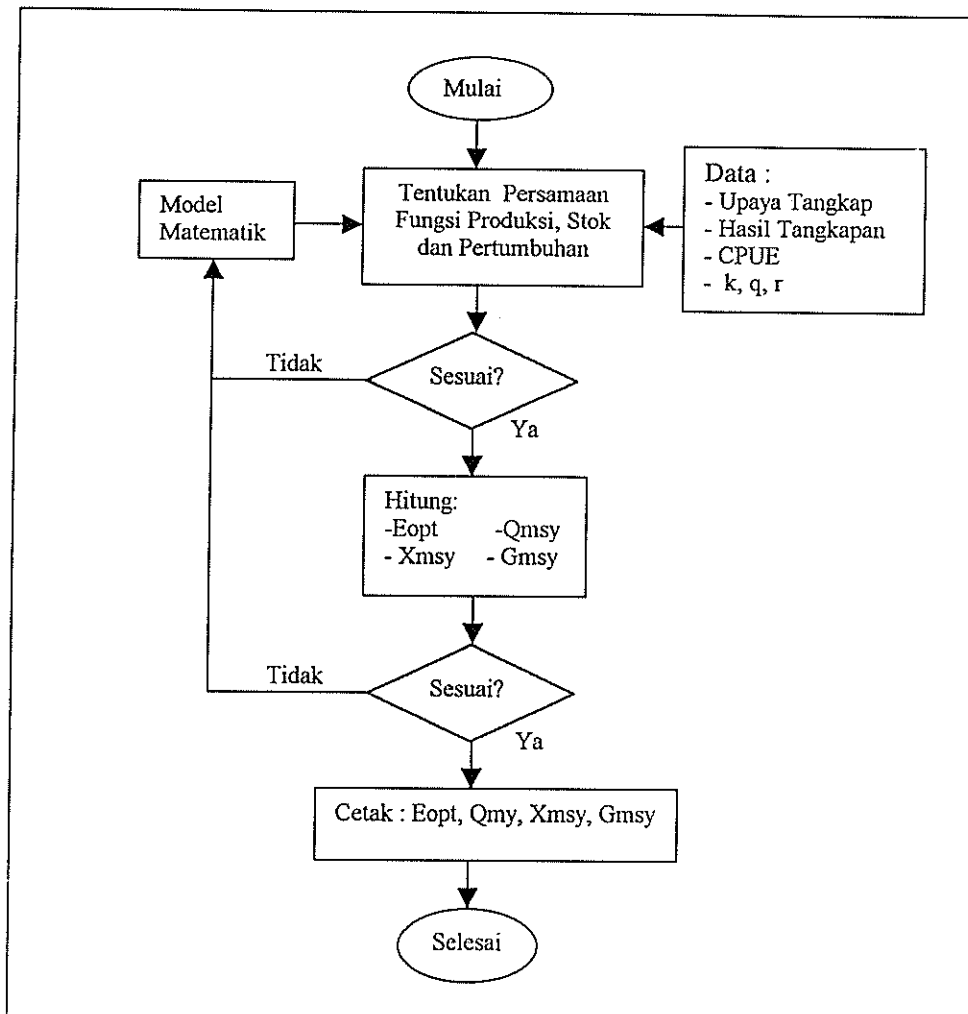 Mulai
Model
Matematik
Tentukan Persamaan
Fungsi Produksi, Stok
dan Pertumbuhan
Data :
- Upaya Tangkap
- Hasil Tangkapan
- CPUE
- k, q, r
Tidak
Sesuai?
Ya
Hitung:
-Eopt -Qmsy
- Xmsy - Gmsy
Tidak
Sesuai?
Ya
Cetak : Eopt, Qmy, Xmsy, Gmsy
Selesai